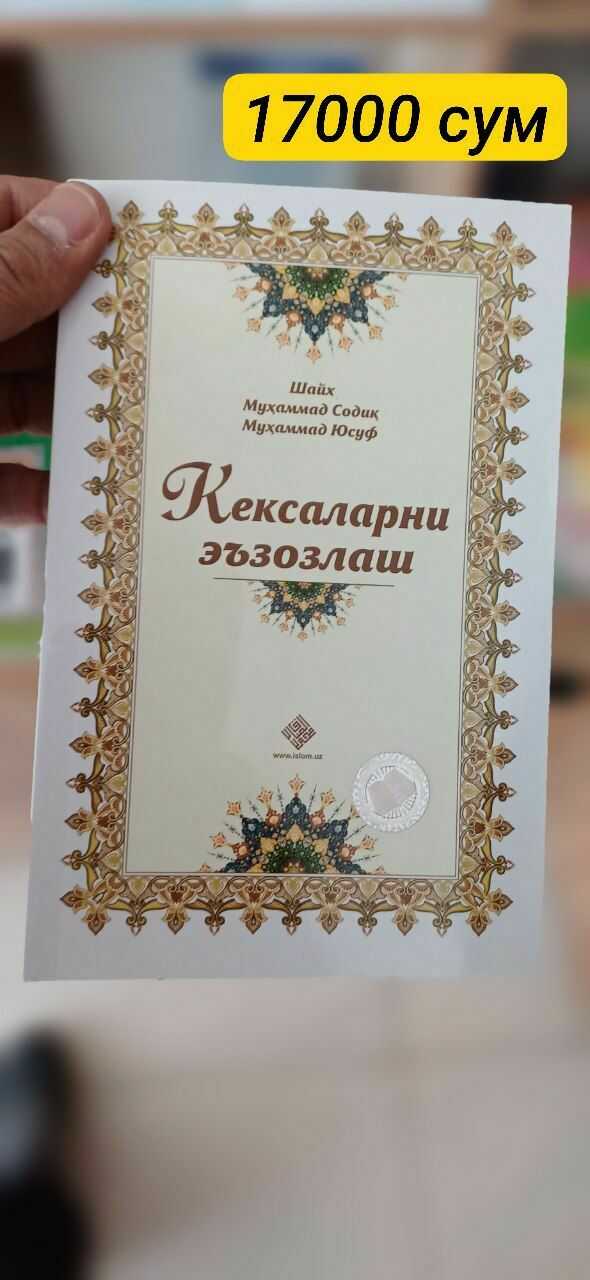 17000 сум
Шайх
Муҳаммад Содиқ
Муҳаммад Юсуф
Кексаларни
эъзозлаш
www.islom.uz